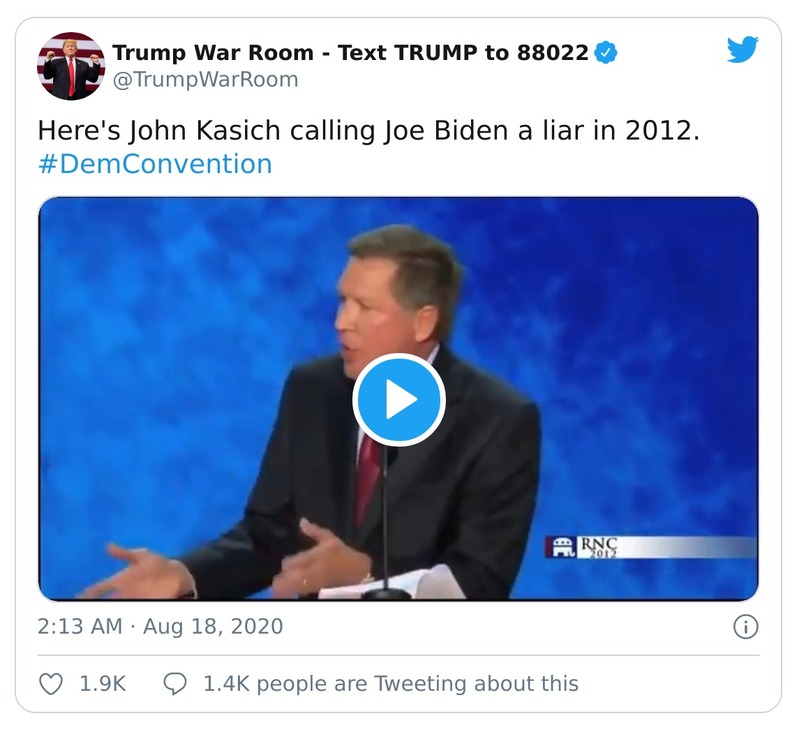 Trump War Room - Text TRUMP to 88022
@TrumpWarRoom
Here's John Kasich calling Joe Biden a liar in 2012.
#DemConvention
RNC
2012
2:13 AM · Aug 18, 2020
1.9K 1.4K people are Tweeting about this